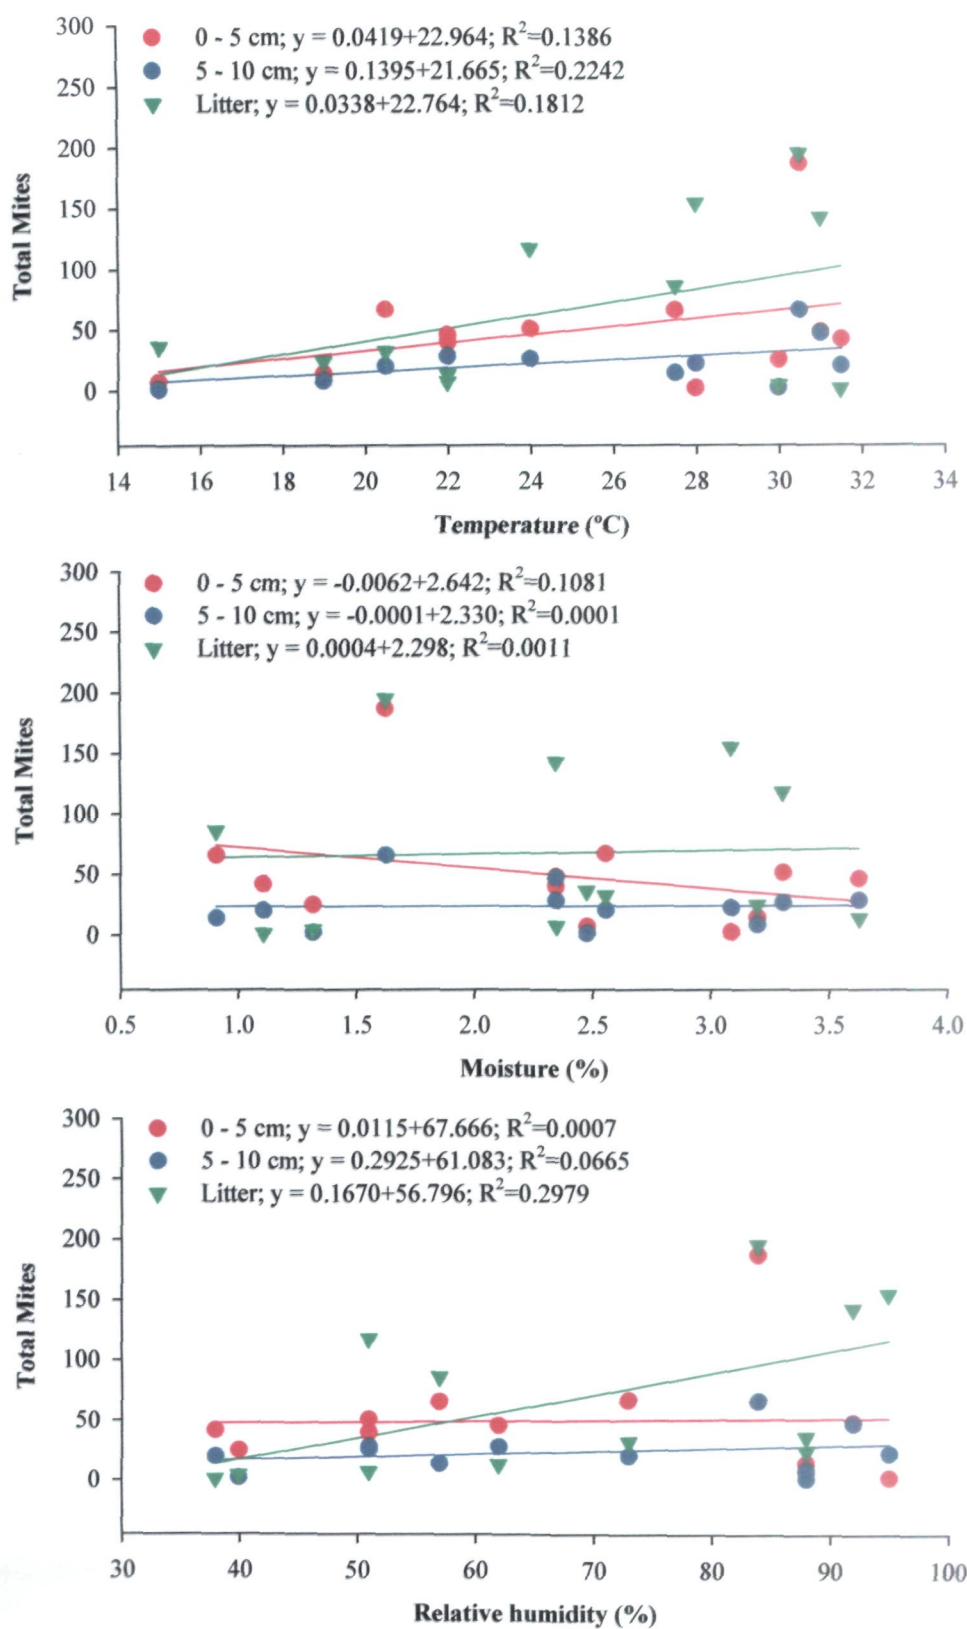 300
250
200
150
100
50
0
Total Mites
0 - 5 cm; y = 0.0419+22.964; R²=0.1386
5 - 10 cm; y = 0.1395+21.665; R²=0.2242
Litter; y = 0.0338+22.764; R²=0.1812
14 16 18 20 22 24 26 28 30 32 34
Temperature (ºC)
300
250
200
150
100
50
0
Total Mites
0 - 5 cm; y = -0.0062+2.642; R²=0.1081
5 - 10 cm; y = -0.0001+2.330; R²=0.0001
Litter; y = 0.0004+2.298; R²=0.0011
0.5 1.0 1.5 2.0 2.5 3.0 3.5 4.0
Moisture (%)
300
250
200
150
100
50
0
Total Mites
0 - 5 cm; y = 0.0115+67.666; R²=0.0007
5 - 10 cm; y = 0.2925+61.083; R²=0.0665
Litter; y = 0.1670+56.796; R²=0.2979
30 40 50 60 70 80 90 100
Relative humidity (%)